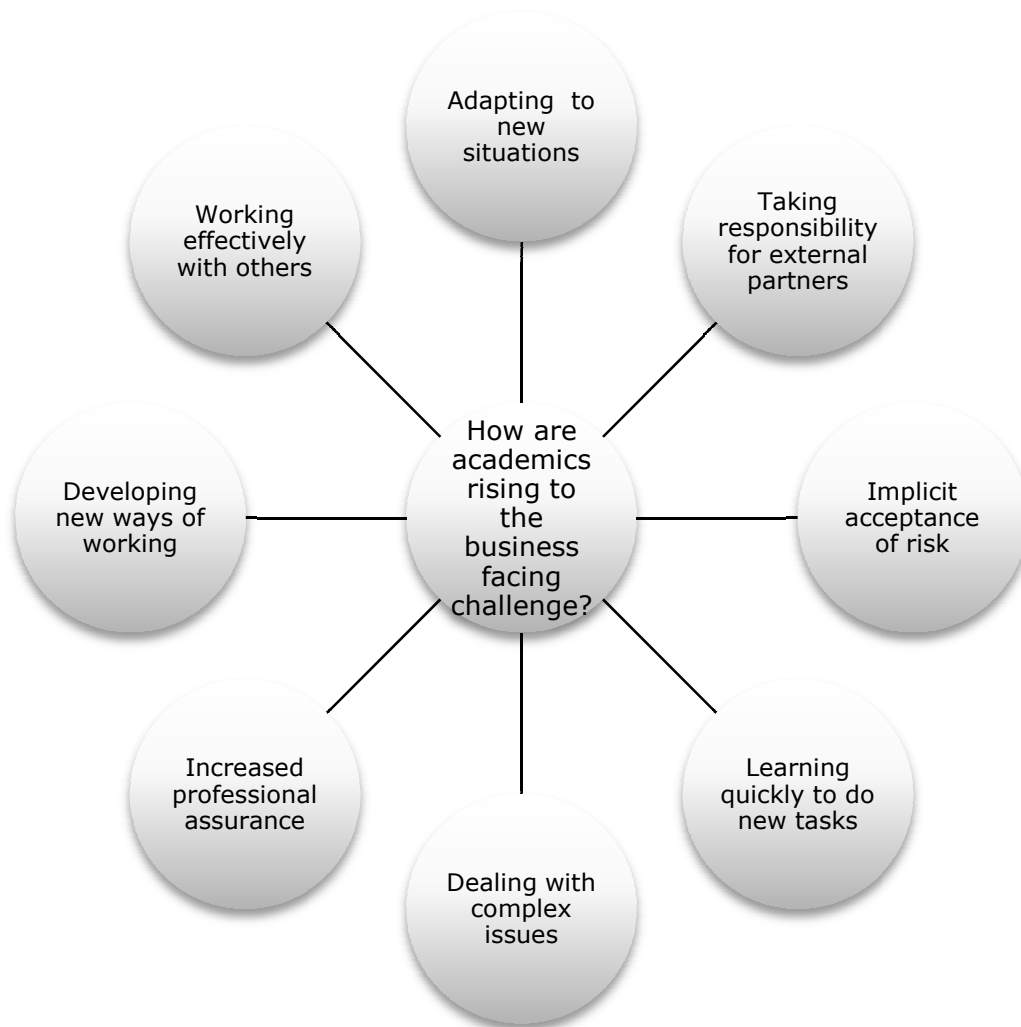 Adapting  to
new
situations
Taking
responsibility
for external
partners
Implicit
acceptance
of risk
Learning
quickly to do
new tasks
Dealing with
complex
issues
Increased
professional
assurance
Developing
new ways of
working
Working
effectively
with others
How are
academics
rising to
the
business
facing
challenge?